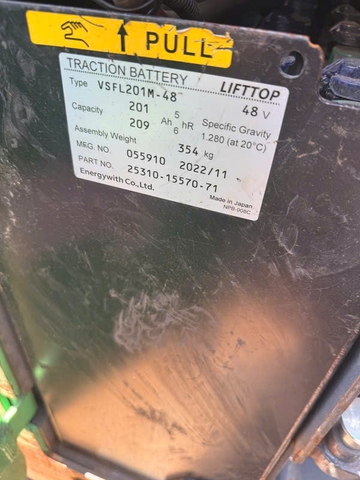 ↑ PULL
TRACTION BATTERY LIFTTOP
Type VSFL201M-48 48 V
Capacity 201 Ah 5 hR Specific Gravity
209 6 1.280 (at 20°C)
Assembly Weight 354 kg
MFG. NO. 055910 2022/11
PART NO. 25310-15570-71
Energywith Co., Ltd. Made in Japan
NPB-908C